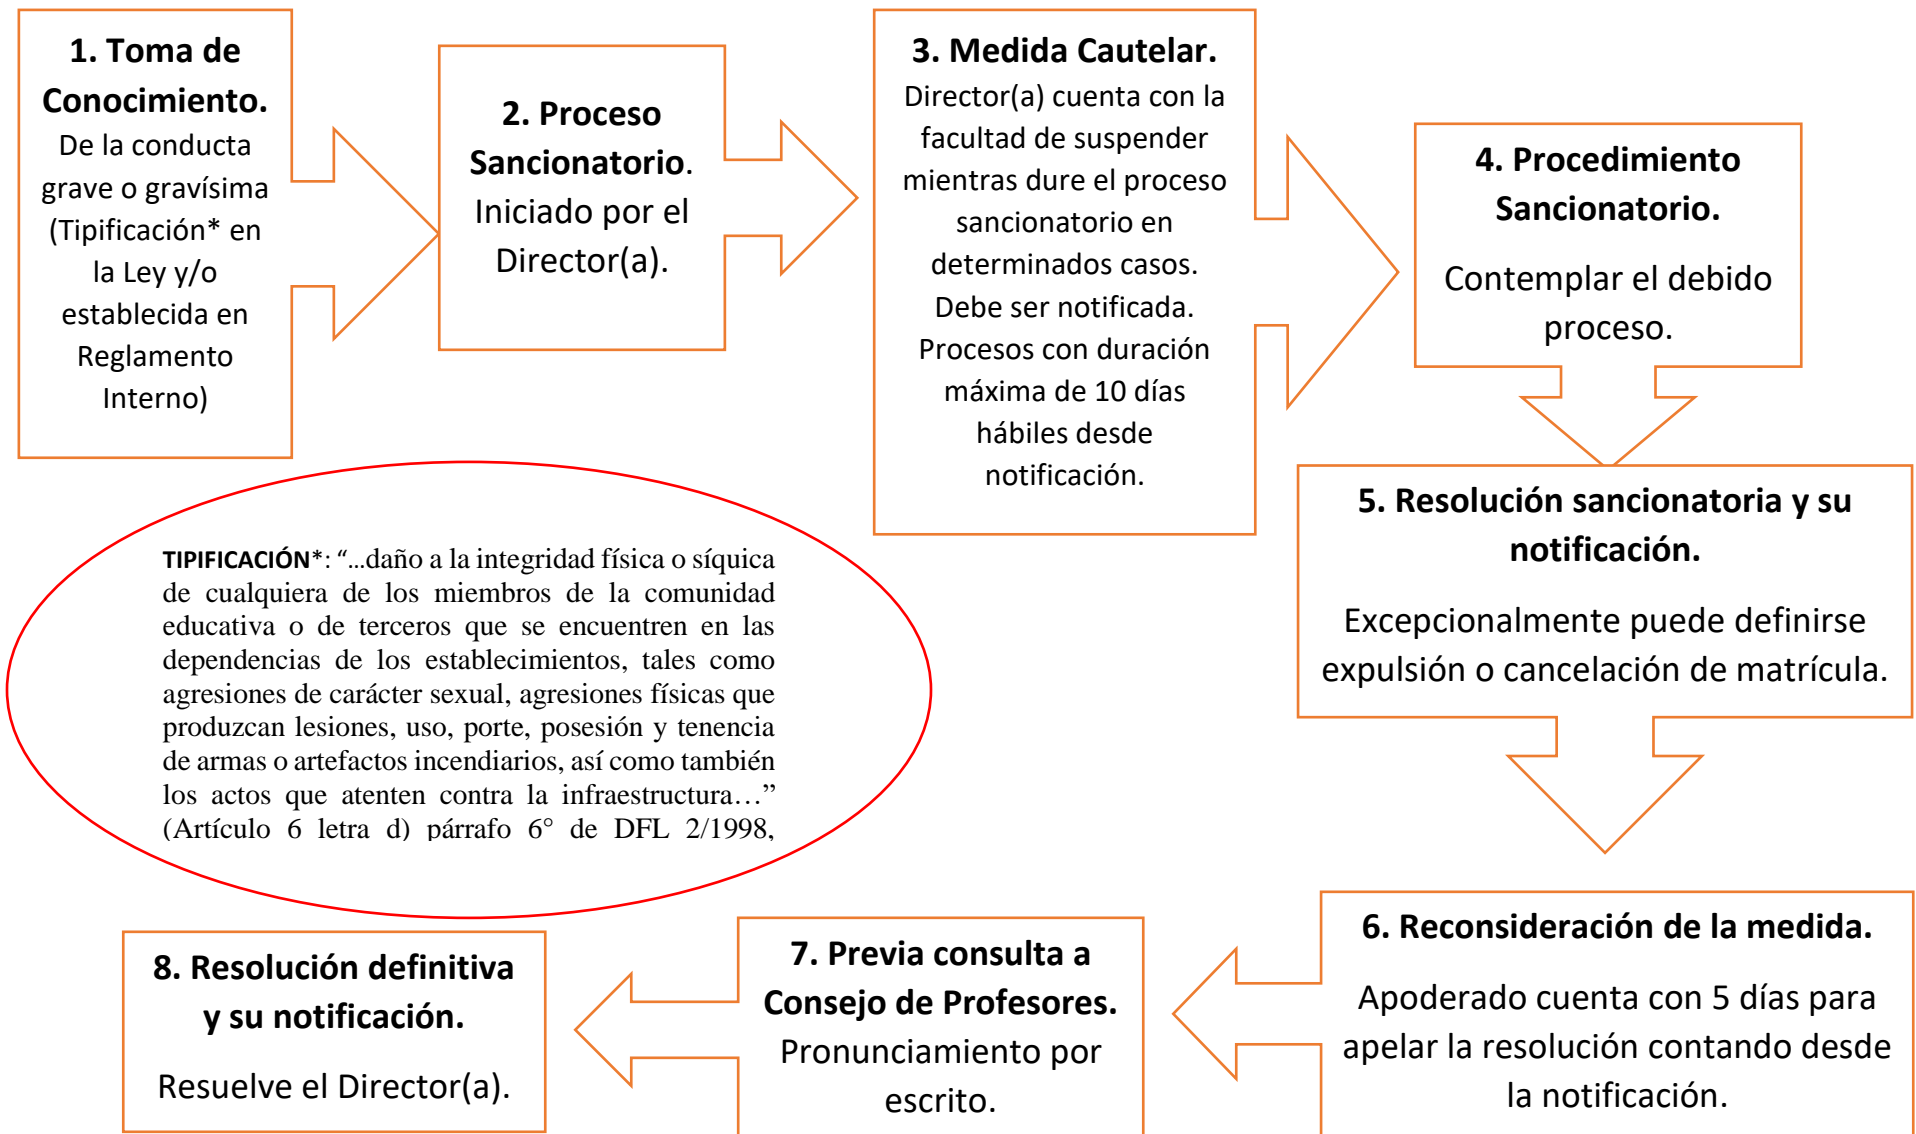 1. Toma de
Conocimiento.
De la conducta
grave o gravísima
(Tipificación* en
la Ley y/o
establecida en
Reglamento
Interno)
2. Proceso
Sancionatorio.
Iniciado por el
Director(a).
3. Medida Cautelar.
Director(a) cuenta con la
facultad de suspender
mientras dure el proceso
sancionatorio en
determinados casos.
Debe ser notificada.
Procesos con duración
máxima de 10 días
hábiles desde
notificación.
4. Procedimiento
Sancionatorio.
Contemplar el debido
proceso.
5. Resolución sancionatoria y su
notificación.
Excepcionalmente puede definirse
expulsión o cancelación de matrícula.
TIPIFICACIÓN*: “...daño a la integridad física o síquica
de cualquiera de los miembros de la comunidad
educativa o de terceros que se encuentren en las
dependencias de los establecimientos, tales como
agresiones de carácter sexual, agresiones físicas que
produzcan lesiones, uso, porte, posesión y tenencia
de armas o artefactos incendiarios, así como también
los actos que atenten contra la infraestructura…”
(Artículo 6 letra d) párrafo 6° de DFL 2/1998,
6. Reconsideración de la medida.
Apoderado cuenta con 5 días para
apelar la resolución contando desde
la notificación.
7. Previa consulta a
Consejo de Profesores.
Pronunciamiento por
escrito.
8. Resolución definitiva
y su notificación.
Resuelve el Director(a).